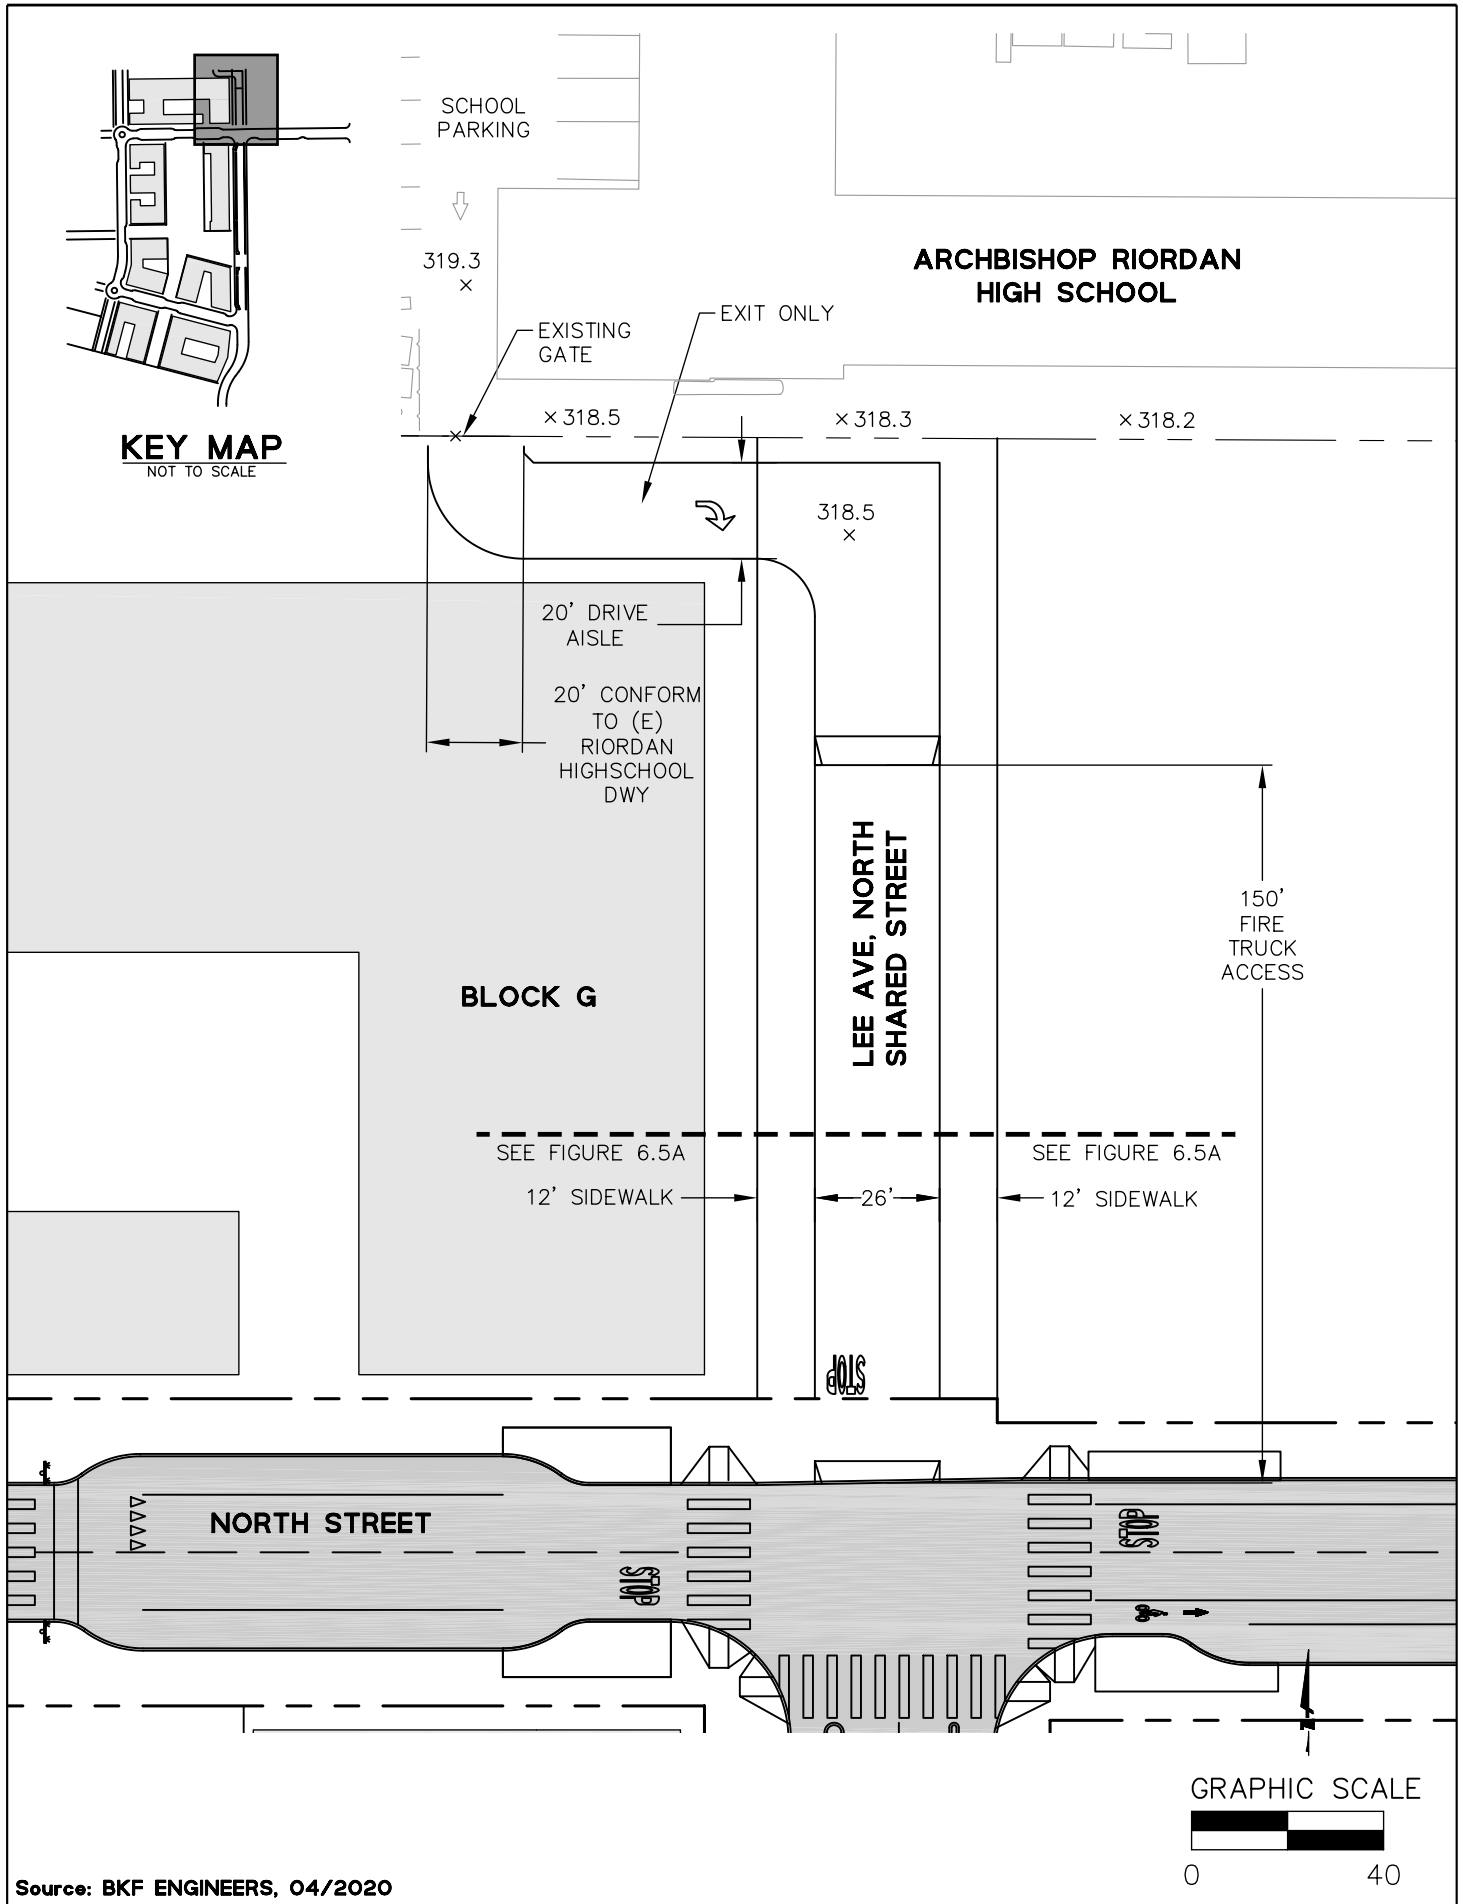 SCHOOL
PARKING
319.3
×
ARCHBISHOP RIORDAN
HIGH SCHOOL
EXIT ONLY
EXISTING
GATE
×318.5
×318.3
×318.2
KEY MAP
NOT TO SCALE
318.5
×
20' DRIVE
AISLE
20' CONFORM
TO (E)
RIORDAN
HIGHSCHOOL
DWY
LEE AVE, NORTH
SHARED STREET
150'
FIRE
TRUCK
ACCESS
BLOCK G
SEE FIGURE 6.5A
SEE FIGURE 6.5A
12' SIDEWALK
26'
12' SIDEWALK
STOP
NORTH STREET
STOP
STOP
GRAPHIC SCALE
0
40
Source: BKF ENGINEERS, 04/2020